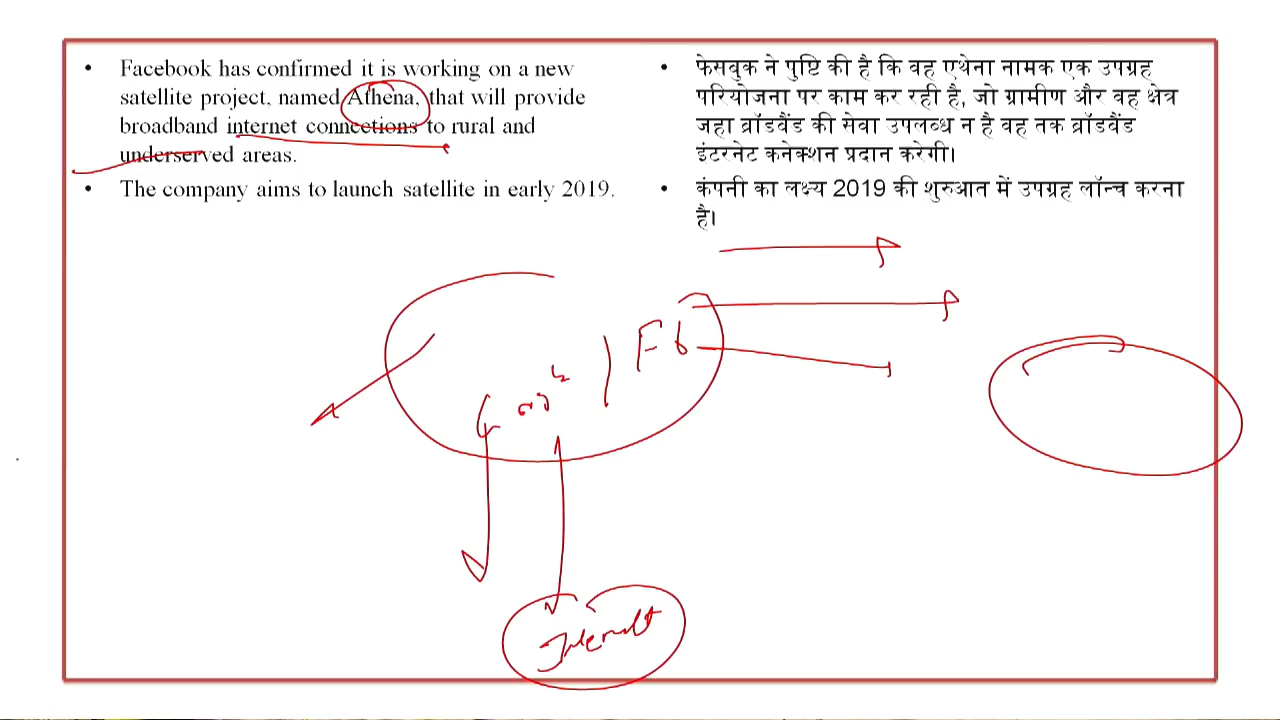 • Facebook has confirmed it is working on a new
satellite project, named Athena, that will provide
broadband internet connections to rural and
underserved areas.
• The company aims to launch satellite in early 2019.
• फेसबुक ने पुष्टि की है कि वह एथेना नामक एक उपग्रह
परियोजना पर काम कर रही है, जो ग्रामीण और वह क्षेत्र
जहा ब्रॉडबैंड की सेवा उपलब्ध न है वह तक ब्रॉडबैंड
इंटरनेट कनेक्शन प्रदान करेगी।
• कंपनी का लक्ष्य 2019 की शुरुआत में उपग्रह लॉन्च करना
है।
Fb